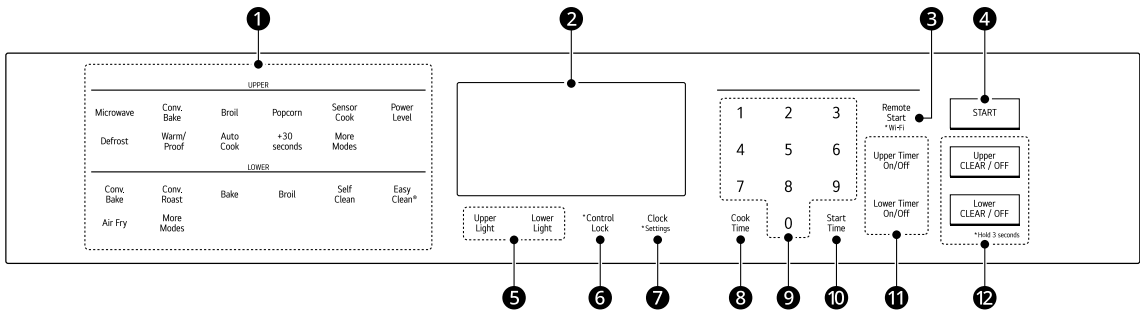 1
2
3
4
UPPER
Microwave
Conv.
Bake
Broil
Popcorn
Sensor
Cook
Power
Level
Defrost
Warm/
Proof
Auto
Cook
+30
seconds
More
Modes
LOWER
Conv.
Bake
Conv.
Roast
Bake
Broil
Self
Clean
Easy
Clean®
Air Fry
More
Modes
Upper
Light
Lower
Light
*Control
Lock
Clock
*Settings
1 2 3
4 5 6
7 8 9
0
Cook
Time
Start
Time
Remote
Start
*Wi-Fi
Upper Timer
On/Off
Lower Timer
On/Off
START
Upper
CLEAR / OFF
Lower
CLEAR / OFF
*Hold 3 seconds
5
6
7
8
9
10
11
12